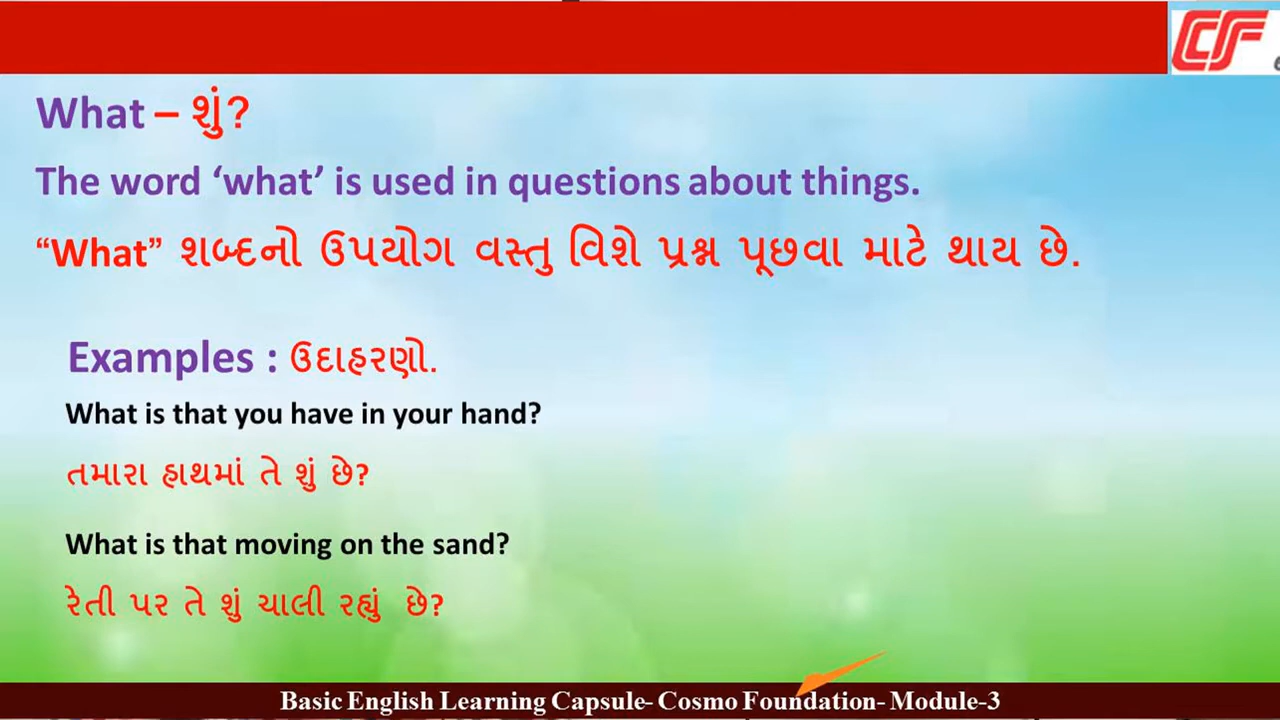 CF
What – શું?
The word ‘what’ is used in questions about things.
“What” શબ્દનો ઉપયોગ વસ્તુ વિશે પ્રશ્ન પૂછવા માટે થાય છે.
Examples : ઉદાહરણો.
What is that you have in your hand?
તમારા હાથમાં તે શું છે?
What is that moving on the sand?
રેતી પર તે શું ચાલી રહ્યું છે?
Basic English Learning Capsule- Cosmo Foundation- Module-3